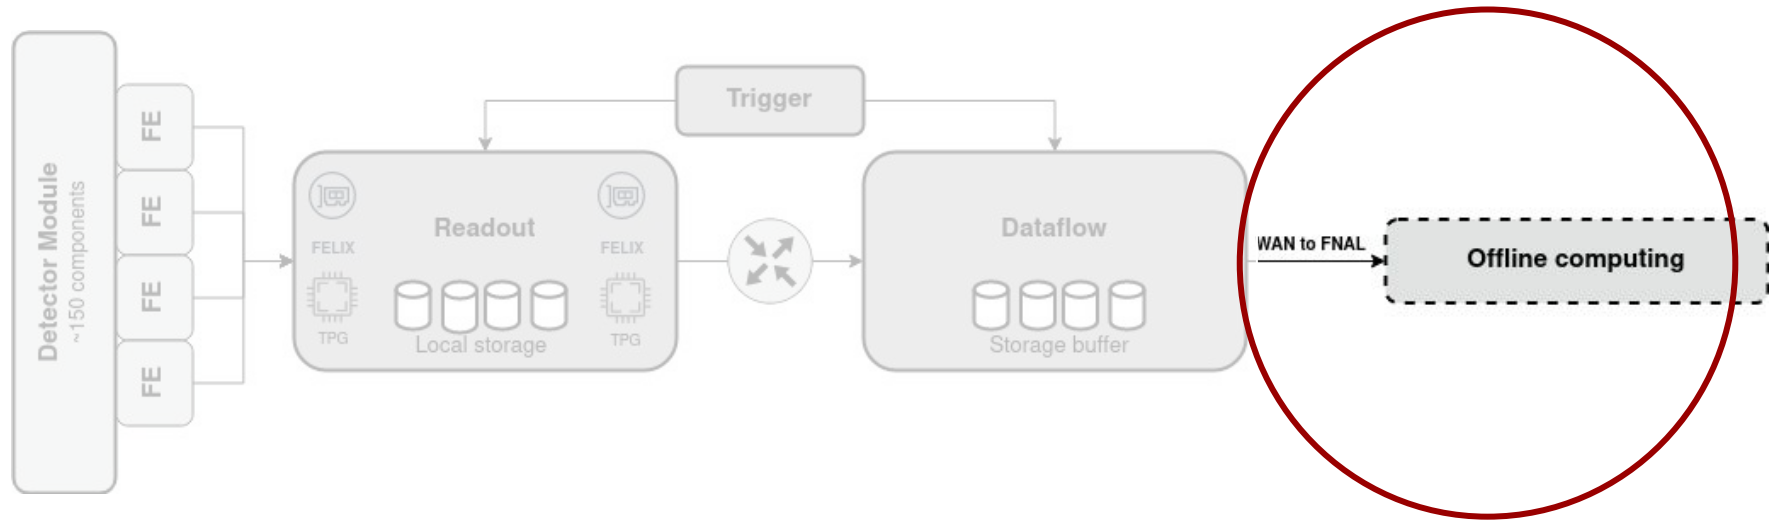 Detector Module
~150 components
FE
FE
FE
FE
Trigger
Readout
FELIX
FELIX
TPG
TPG
Local storage
Dataflow
Storage buffer
WAN to FNAL
Offline computing